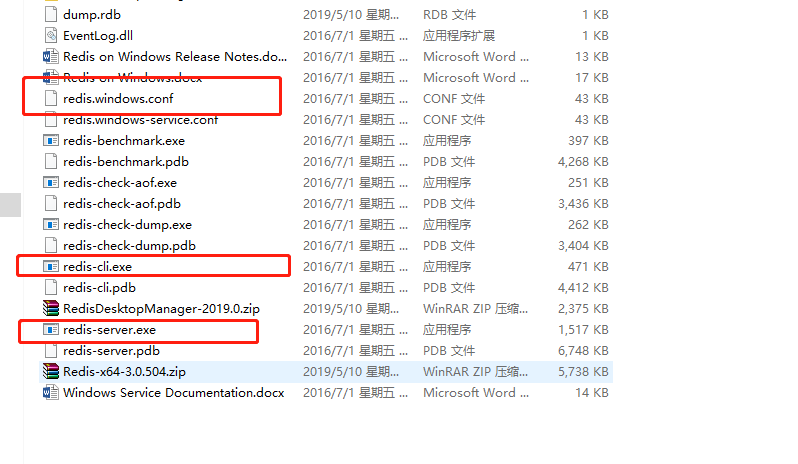 dump.rdb 2019/5/10 星期... RDB 文件 1 KB
EventLog.dll 2016/7/1 星期五 ... 应用程序扩展 1 KB
Redis on Windows Release Notes.do... 2016/7/1 星期五 ... Microsoft Word ... 13 KB
Redis on Windows.docx 2016/7/1 星期五 ... Microsoft Word ... 17 KB
redis.windows.conf 2016/7/1 星期五 ... CONF 文件 43 KB
redis.windows-service.conf 2016/7/1 星期五 ... CONF 文件 43 KB
redis-benchmark.exe 2016/7/1 星期五 ... 应用程序 397 KB
redis-benchmark.pdb 2016/7/1 星期五 ... PDB 文件 4,268 KB
redis-check-aof.exe 2016/7/1 星期五 ... 应用程序 251 KB
redis-check-aof.pdb 2016/7/1 星期五 ... PDB 文件 3,436 KB
redis-check-dump.exe 2016/7/1 星期五 ... 应用程序 262 KB
redis-check-dump.pdb 2016/7/1 星期五 ... PDB 文件 3,404 KB
redis-cli.exe 2016/7/1 星期五 ... 应用程序 471 KB
redis-cli.pdb 2016/7/1 星期五 ... PDB 文件 4,412 KB
RedisDesktopManager-2019.0.zip 2019/5/10 星期... WinRAR ZIP 压缩... 2,375 KB
redis-server.exe 2016/7/1 星期五 ... 应用程序 1,517 KB
redis-server.pdb 2016/7/1 星期五 ... PDB 文件 6,748 KB
Redis-x64-3.0.504.zip 2019/5/10 星期... WinRAR ZIP 压缩... 5,738 KB
Windows Service Documentation.docx 2016/7/1 星期五 ... Microsoft Word ... 14 KB